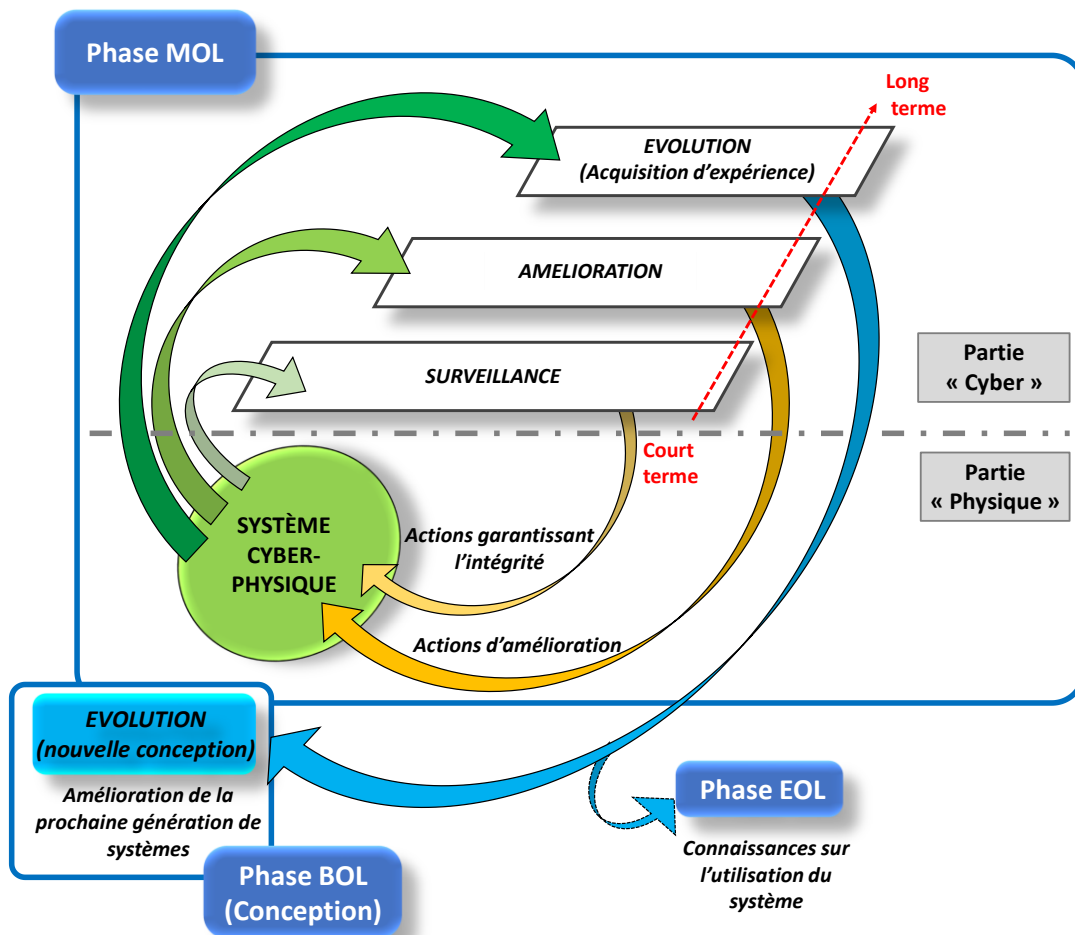 Phase MOL
Long
terme
EVOLUTION
(Acquisition d’expérience)
AMELIORATION
SURVEILLANCE
Partie
« Cyber »
Court
terme
Partie
« Physique »
SYSTÈME
CYBER-
PHYSIQUE
Actions garantissant
l’intégrité
Actions d’amélioration
EVOLUTION
(nouvelle conception)
Amélioration de la
prochaine génération de
systèmes
Phase BOL
(Conception)
Phase EOL
Connaissances sur
l’utilisation du
système